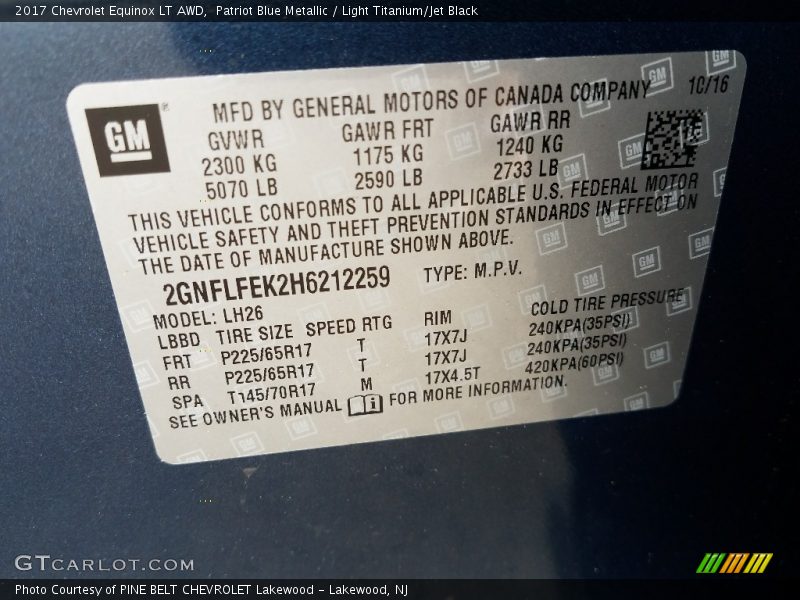 2017 Chevrolet Equinox LT AWD, Patriot Blue Metallic / Light Titanium/Jet Black
GM
MFD BY GENERAL MOTORS OF CANADA COMPANY 10/16
GVWR GAWR FRT GAWR RR
2300 KG 1175 KG 1240 KG
5070 LB 2590 LB 2733 LB
THIS VEHICLE CONFORMS TO ALL APPLICABLE U.S. FEDERAL MOTOR
VEHICLE SAFETY AND THEFT PREVENTION STANDARDS IN EFFECT ON
THE DATE OF MANUFACTURE SHOWN ABOVE.
2GNFLFEK2H6212259 TYPE: M.P.V.
MODEL: LH26
LBBD TIRE SIZE SPEED RTG RIM COLD TIRE PRESSURE
FRT P225/65R17 T 17X7J 240KPA(35PSI)
RR P225/65R17 T 17X7J 240KPA(35PSI)
SPA T145/70R17 M 17X4.5T 420KPA(60PSI)
SEE OWNER'S MANUAL FOR MORE INFORMATION.
GTCARLOT.COM
Photo Courtesy of PINE BELT CHEVROLET Lakewood - Lakewood, NJ